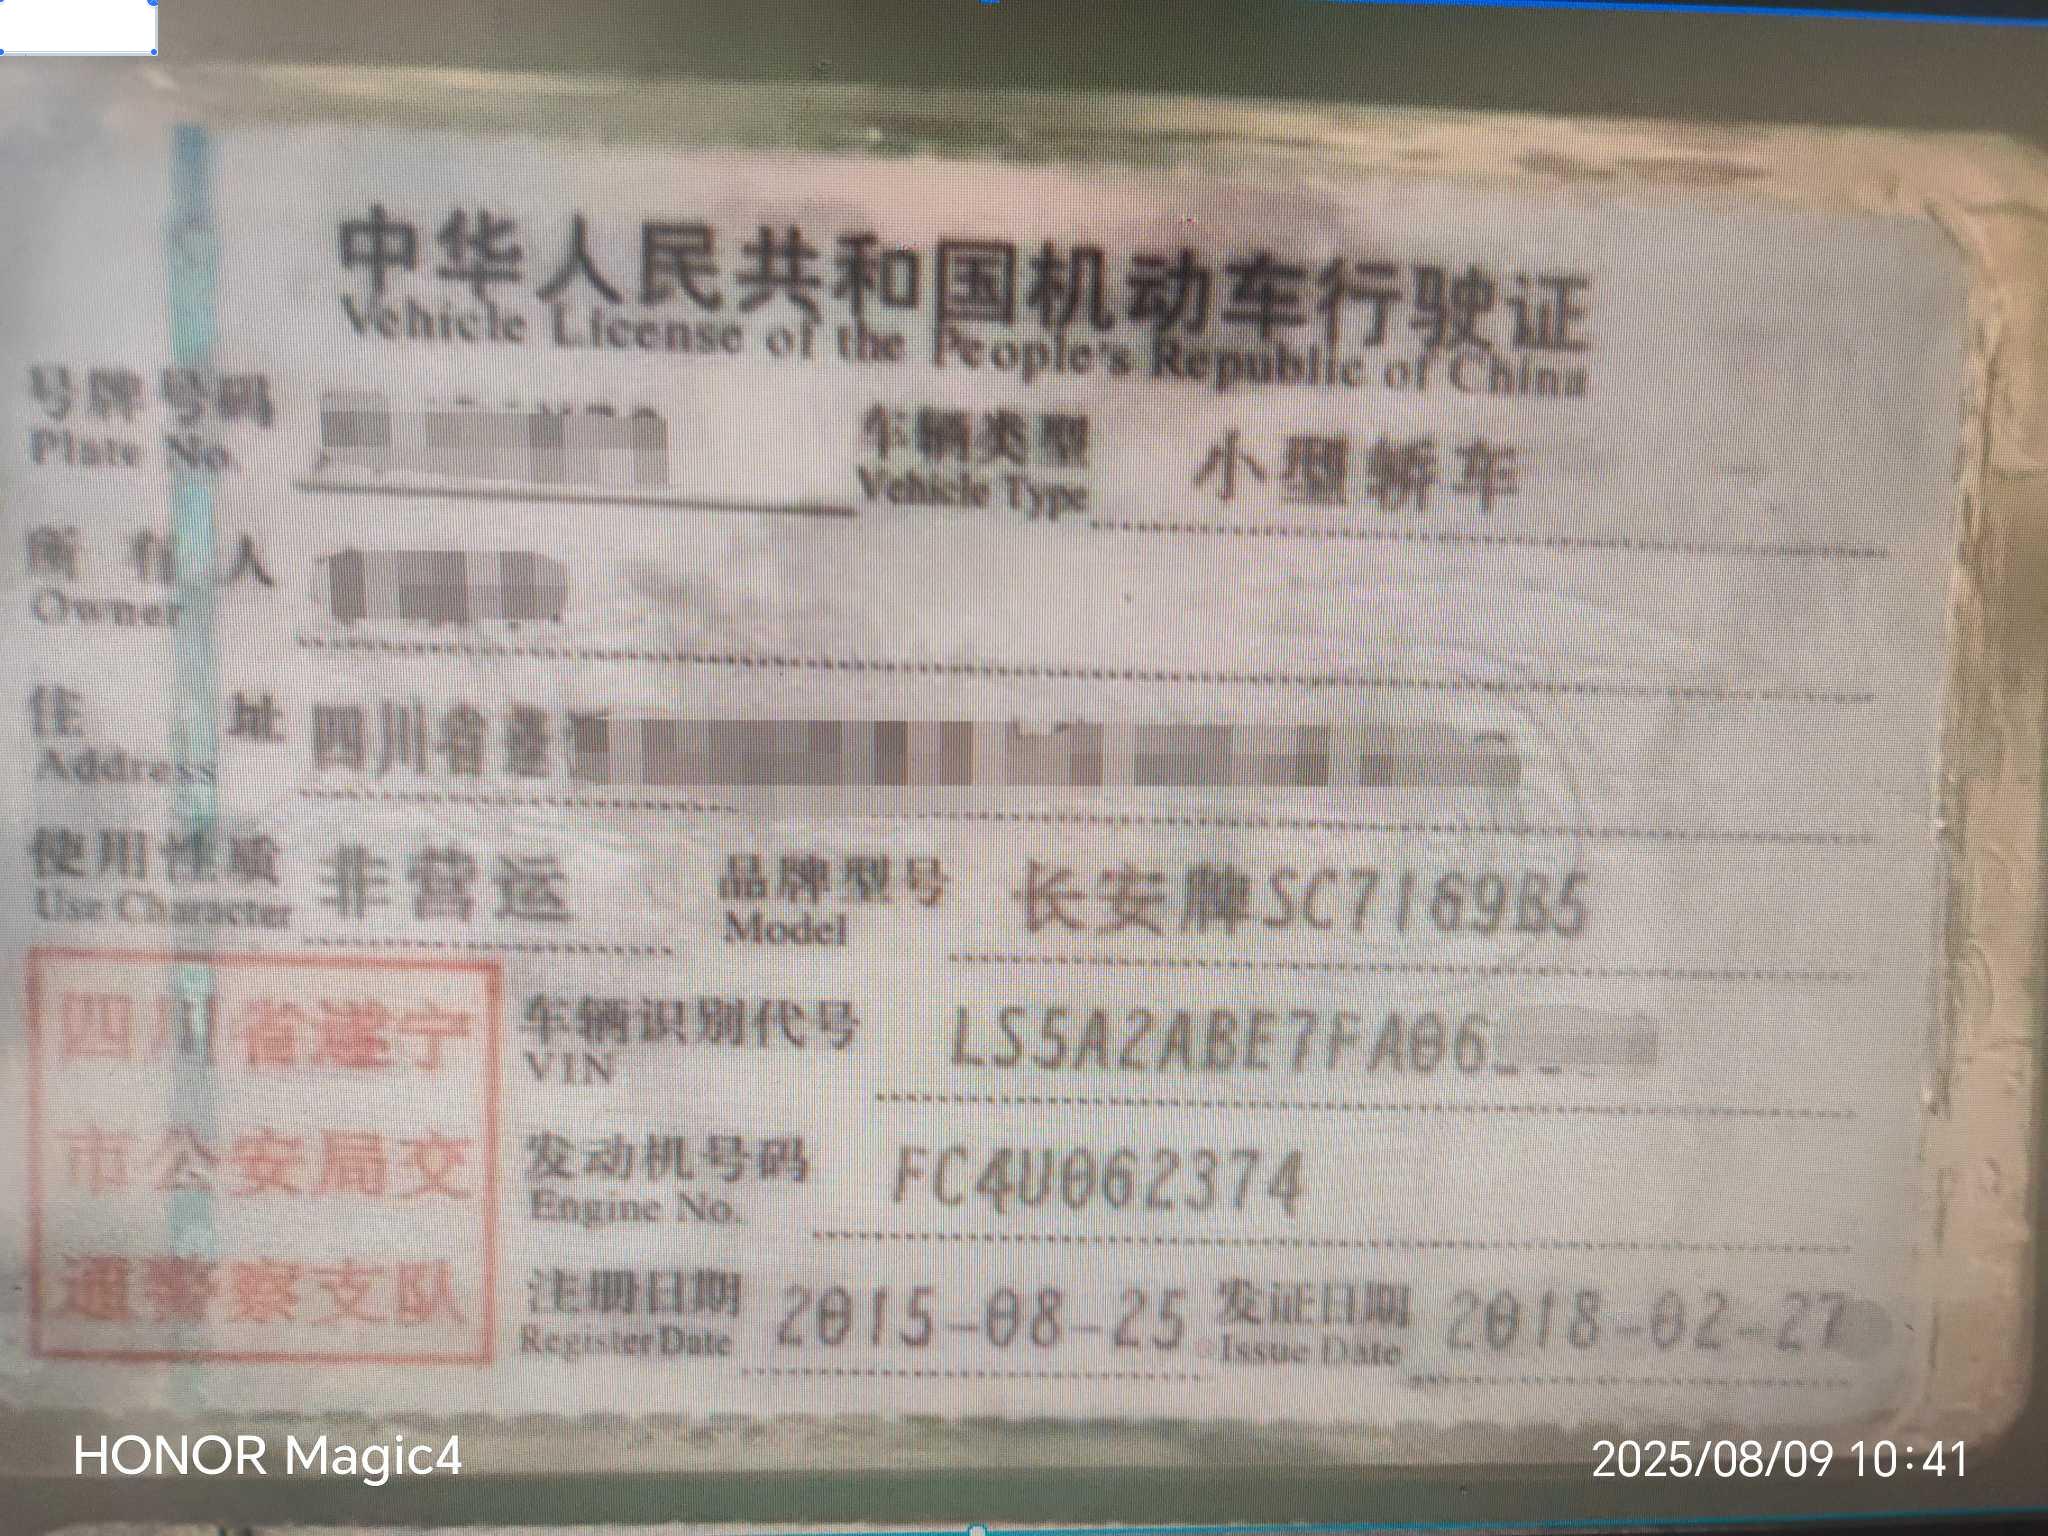 中华人民共和国机动车行驶证
Vehicle License of the People's Republic of China
号牌号码 车辆类型 小型轿车
Plate No. Vehicle Type
所有人
Owner
住址 四川省遂
Address
使用性质 非营运 品牌型号 长安牌SC7169B5
Use Character Model
四川省遂宁 车辆识别代号 LS5A2ABE7FA06
VIN
市公安局交 发动机号码 FC4U062374
Engine No.
通警察支队 注册日期 2015-08-25 发证日期 2018-02-27
Register Date Issue Date
HONOR Magic4 2025/08/09 10:41